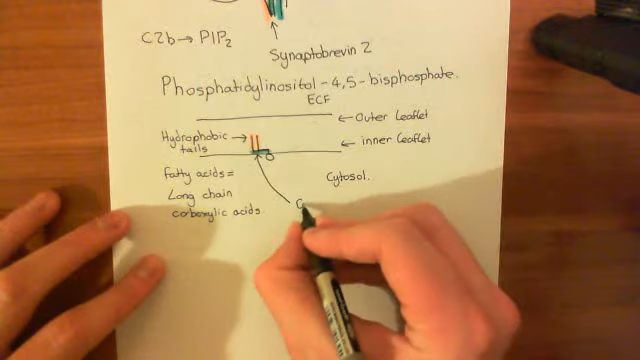 C2b → PIP₂
Synaptobrevin 2
Phosphatidylinositol-4,5-bisphosphate.
ECF
← Outer Leaflet
Hydrophobic →
tails
← inner Leaflet
Fatty acids =
Long chain
carboxylic acids
Cytosol.